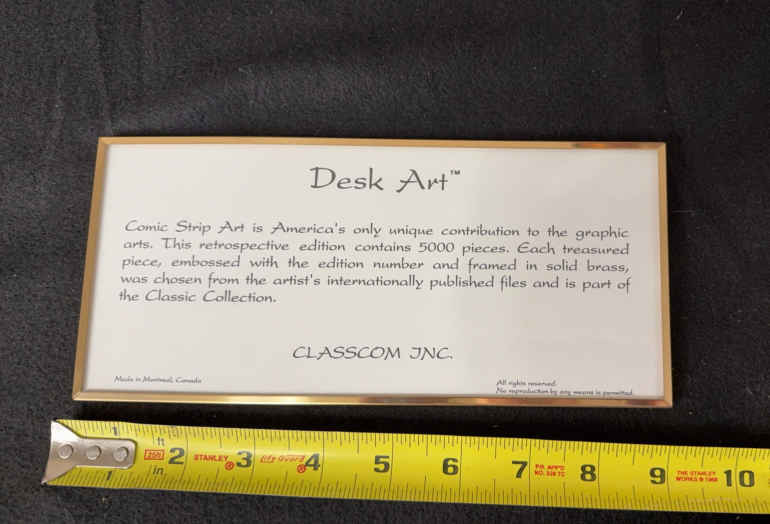 Desk Art™
Comic Strip Art is America's only unique contribution to the graphic
arts. This retrospective edition contains 5000 pieces. Each treasured
piece, embossed with the edition number and framed in solid brass,
was chosen from the artist's internationally published files and is part of
the Classic Collection.
CLASSCOM INC.
Made in Montreal, Canada
All rights reserved.
No reproduction by any means is permitted.
1 ft 25ft 2 STANLEY ® 3 Life Guard ® 4 5 6 7 8 9 THE STANLEY 10
1 in. WORKS ® 1968